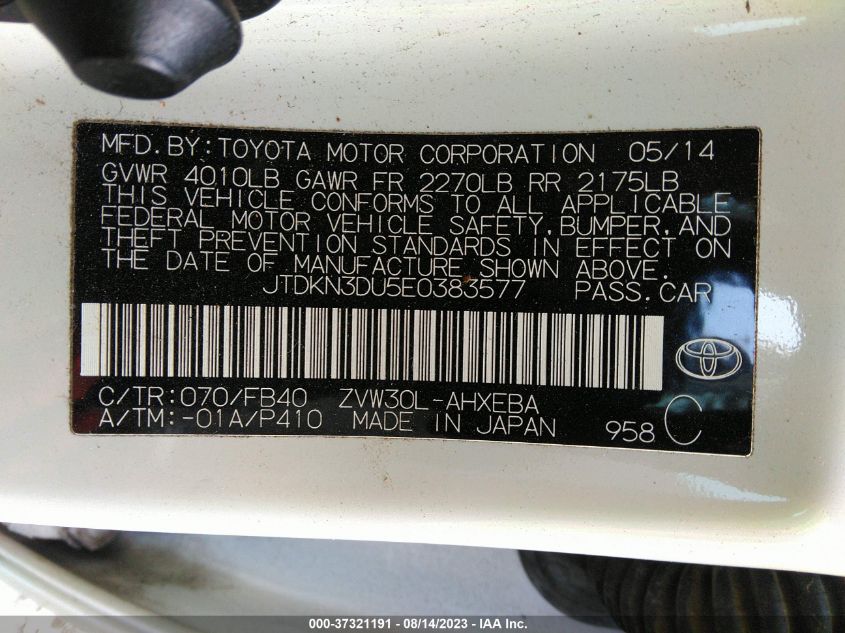 MFD. BY: TOYOTA MOTOR CORPORATION 05/14
GVWR 4010LB GAWR FR 2270LB RR 2175LB
THIS VEHICLE CONFORMS TO ALL APPLICABLE
FEDERAL MOTOR VEHICLE SAFETY, BUMPER, AND
THEFT PREVENTION STANDARDS IN EFFECT ON
THE DATE OF MANUFACTURE SHOWN ABOVE.
JTDKN3DU5E0383577 PASS. CAR
C/TR: 070/FB40 ZVW30L-AHXEBA
A/TM: -01A/P410 MADE IN JAPAN 958 C
000-37321191 - 08/14/2023 - IAA Inc.